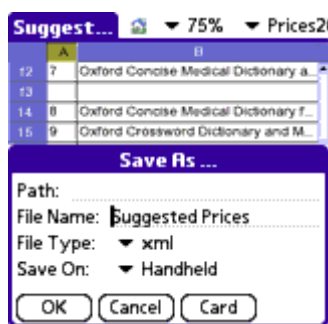 Suggest... 75% Prices2
A B
12 7 Oxford Concise Medical Dictionary a...
13
14 8 Oxford Concise Medical Dictionary f...
15 9 Oxford Crossword Dictionary and M...
Save As ...
Path:
File Name: Suggested Prices
File Type: xml
Save On: Handheld
OK Cancel Card